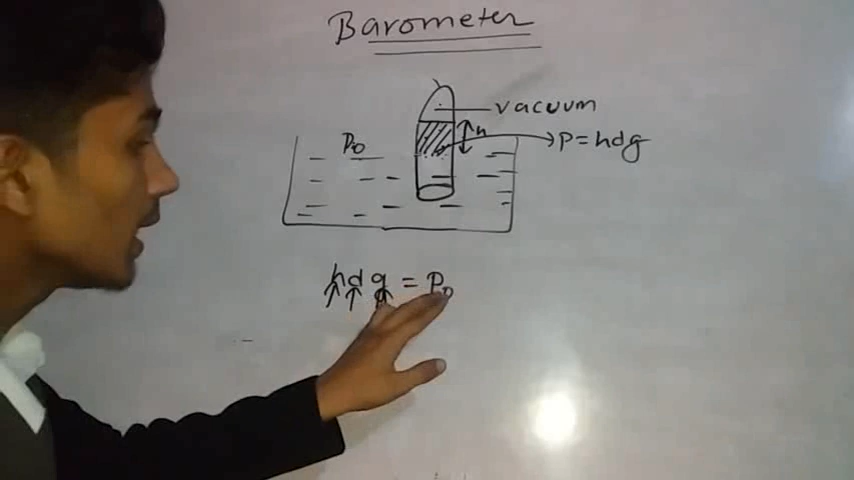 Barometer
vacuum
h
P0
P = hdg
hdg = P0